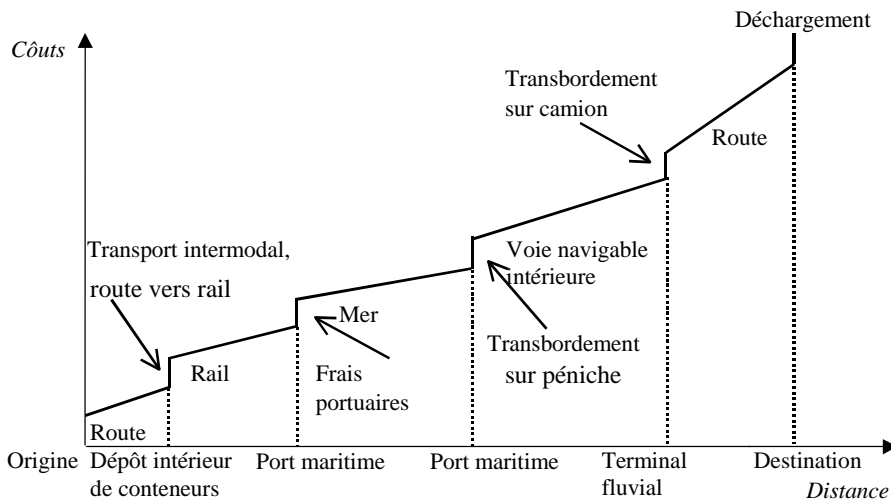 Déchargement
Côuts
Transbordement
sur camion
Route
Transport intermodal,
route vers rail
Voie navigable
intérieure
Mer
Rail
Frais
portuaires
Transbordement
sur péniche
Route
Origine
Dépôt intérieur
de conteneurs
Port maritime
Port maritime
Terminal
fluvial
Destination
Distance